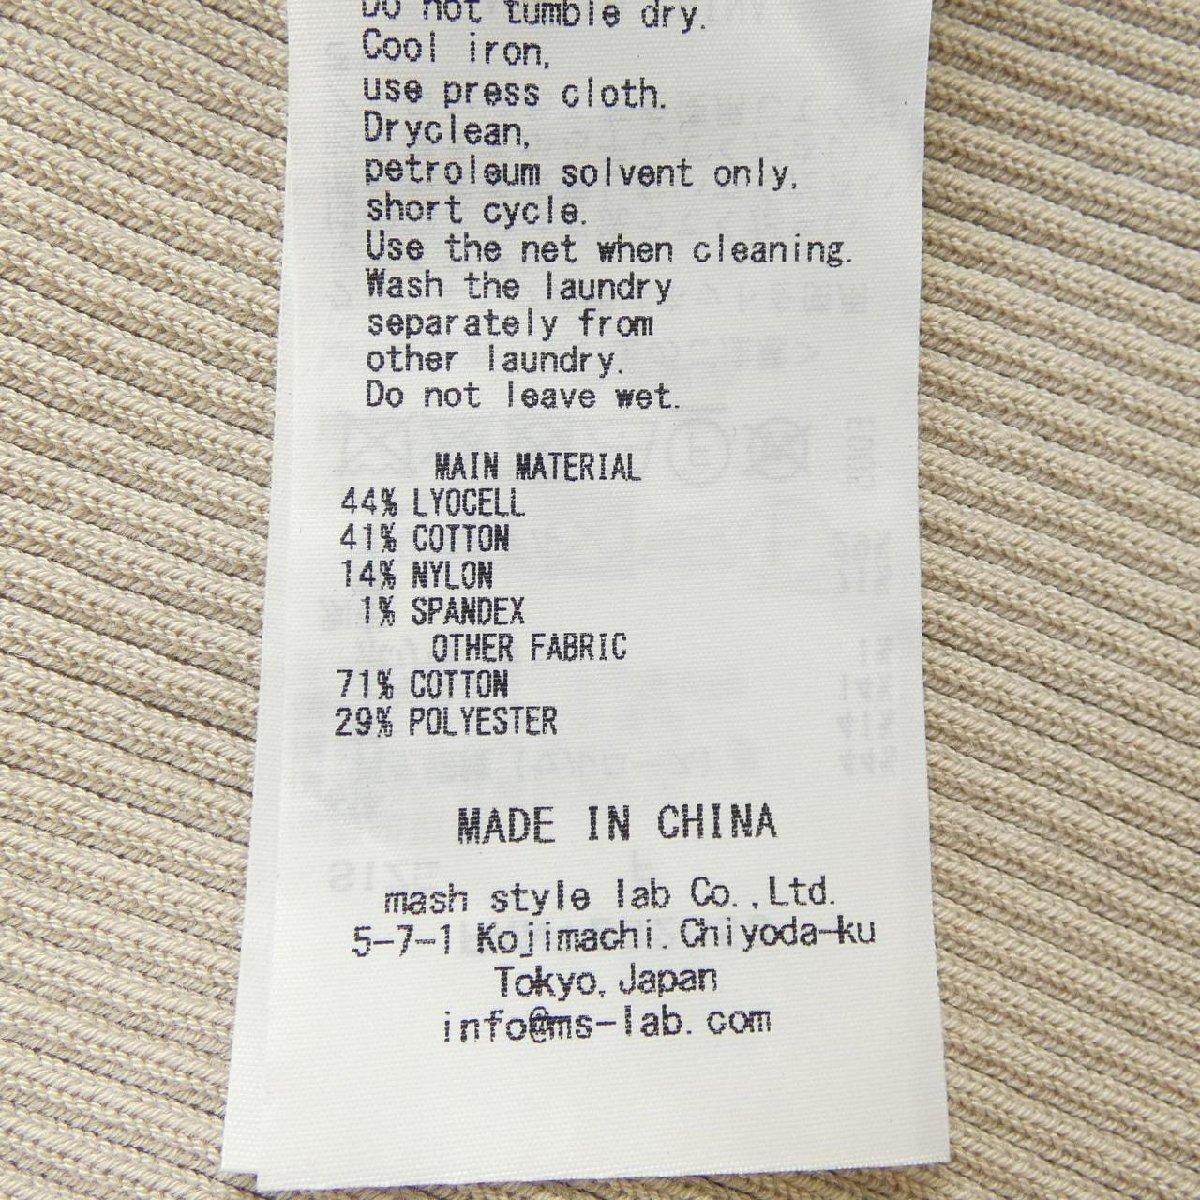 Do not tumble dry.
Cool iron,
use press cloth.
Dryclean,
petroleum solvent only,
short cycle.
Use the net when cleaning.
Wash the laundry
separately from
other laundry.
Do not leave wet.
MAIN MATERIAL
44% LYOCELL
41% COTTON
14% NYLON
1% SPANDEX
OTHER FABRIC
71% COTTON
29% POLYESTER
MADE IN CHINA
mash style lab Co.,Ltd.
5-7-1 Kojimachi, Chiyoda-ku
Tokyo, Japan
info@ms-lab.com